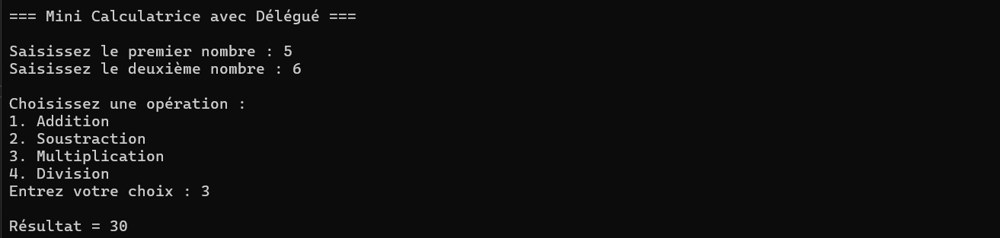 === Mini Calculatrice avec Délégué ===
Saisissez le premier nombre : 5
Saisissez le deuxième nombre : 6
Choisissez une opération :
1. Addition
2. Soustraction
3. Multiplication
4. Division
Entrez votre choix : 3
Résultat = 30